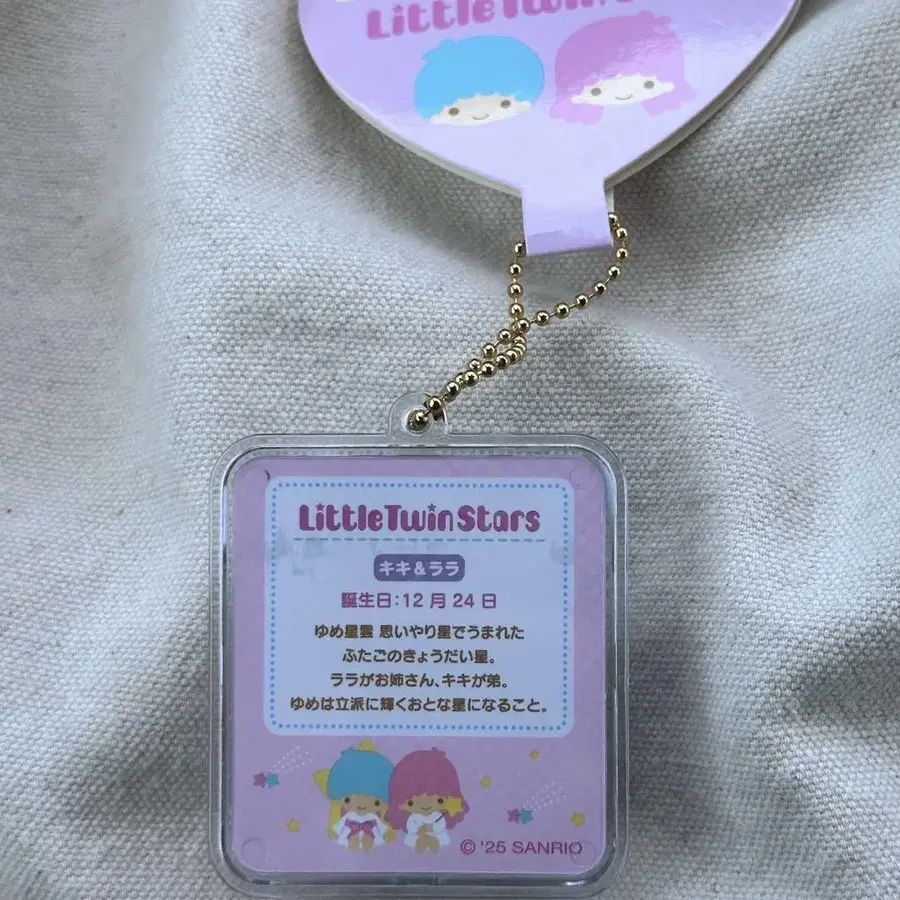 LittleTwinStars
LittleTwinStars
キキ&ララ
誕生日:12月24日
ゆめ星雲 思いやり星でうまれた
ふたごのきょうだい星。
ララがお姉さん、キキが弟。
ゆめは立派に輝くおとな星になること。
© '25 SANRIO